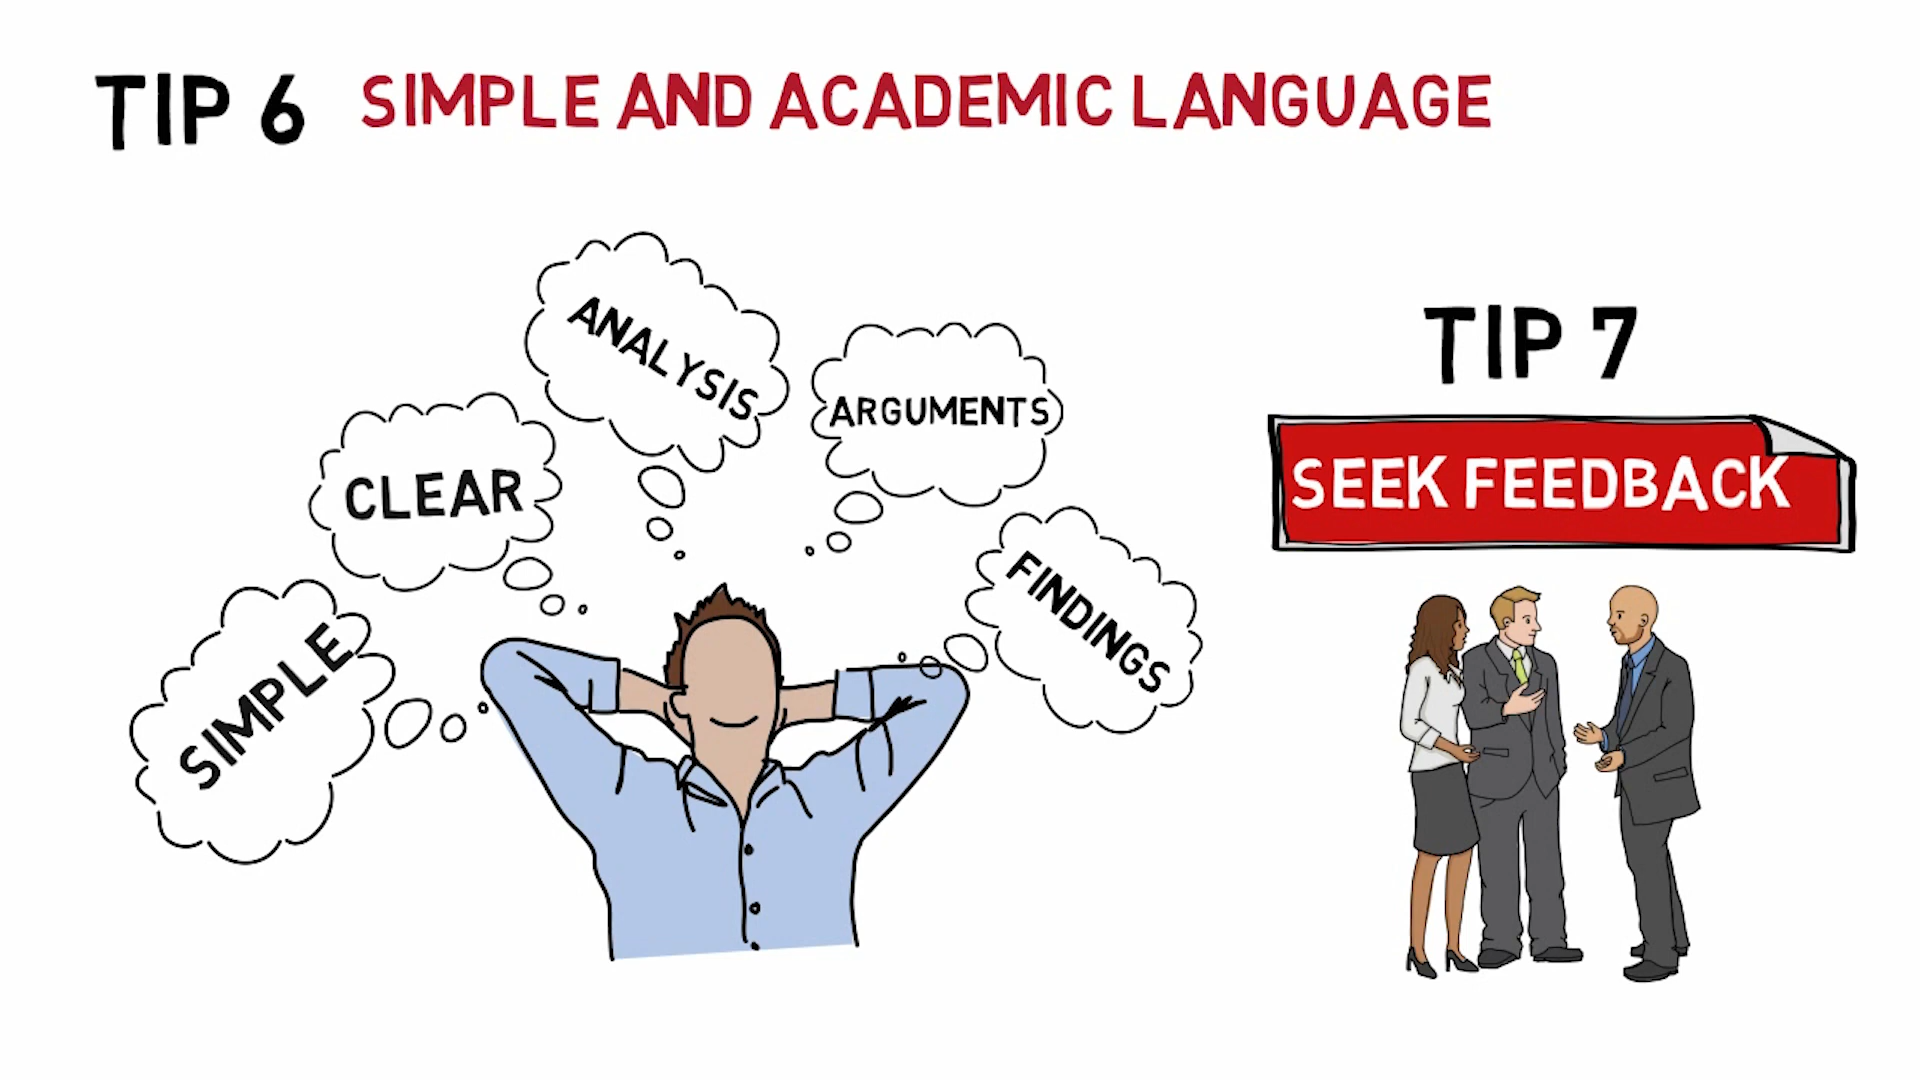 TIP 6 SIMPLE AND ACADEMIC LANGUAGE
SIMPLE
CLEAR
ANALYSIS
ARGUMENTS
FINDINGS
TIP 7
SEEK FEEDBACK